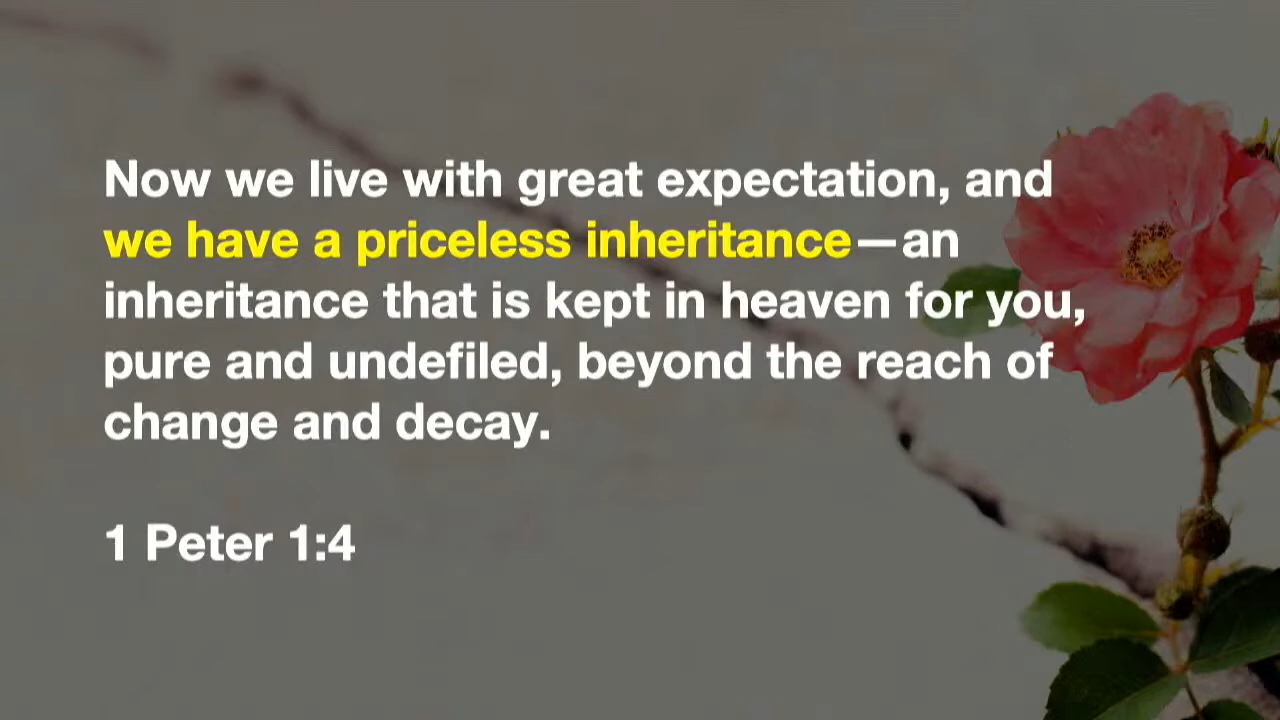 Now we live with great expectation, and
we have a priceless inheritance—an
inheritance that is kept in heaven for you,
pure and undefiled, beyond the reach of
change and decay.
1 Peter 1:4